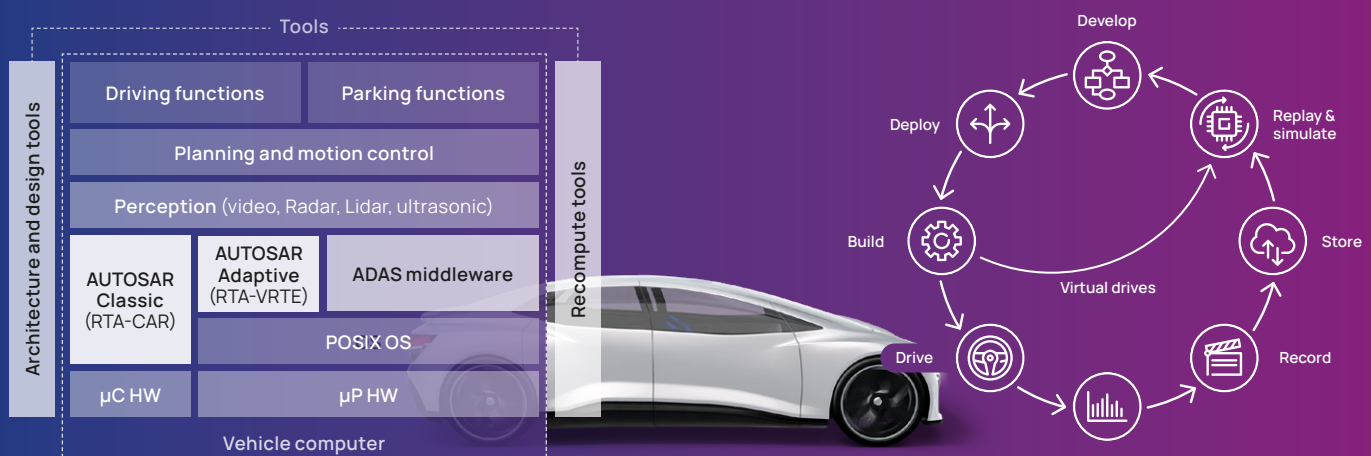 Tools
Architecture and design tools
Driving functions
Parking functions
Planning and motion control
Perception (video, Radar, Lidar, ultrasonic)
AUTOSAR
Classic
(RTA-CAR)
AUTOSAR
Adaptive
(RTA-VRTE)
ADAS middleware
POSIX OS
µC HW
µP HW
Vehicle computer
Recompute tools
Develop
Deploy
Replay &
simulate
Build
Store
Virtual drives
Drive
Record